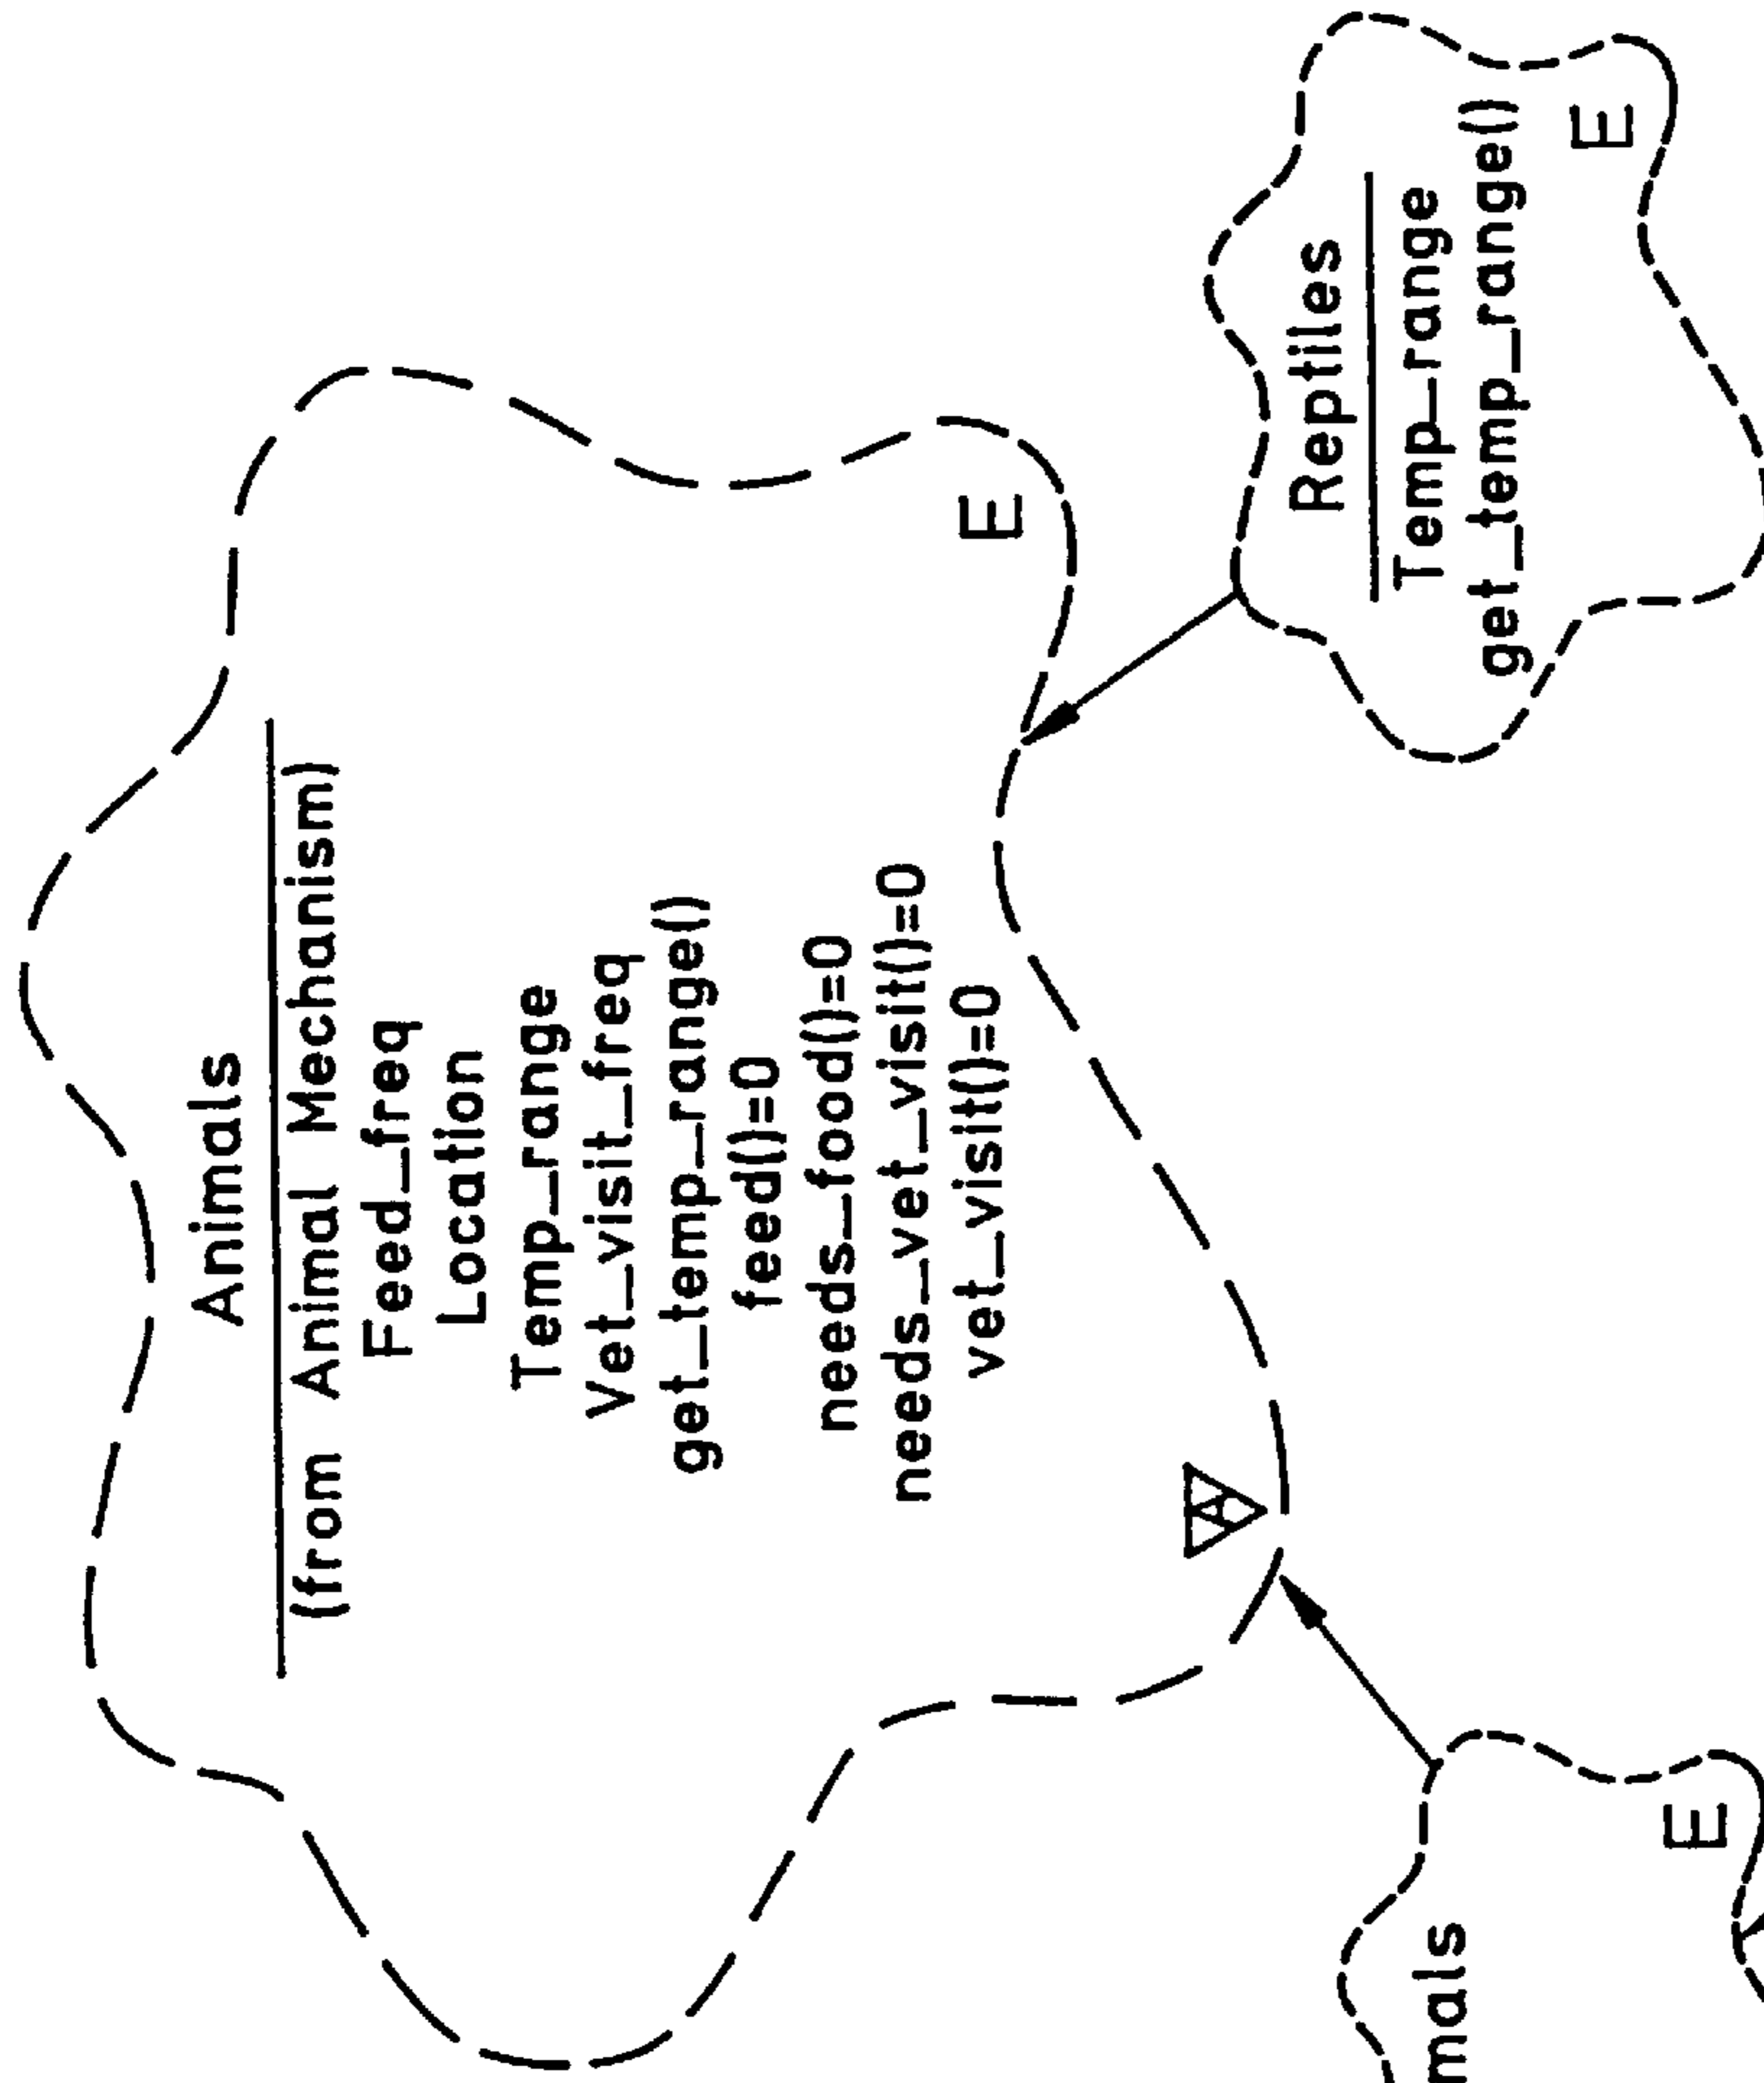 Animals
(from Animal Mechanism)
Feed_freq
Location
Temp_range
Vet_visit_freq
get_temp_range()
feed()=0
needs_food()=0
needs_vet_visit()=0
vet_visit()=0
E
A
Reptiles
Temp_range
get_temp_range()
E
mals
E